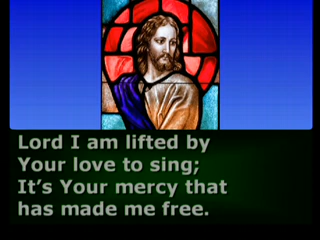 Lord I am lifted by
Your love to sing;
It's Your mercy that
has made me free.